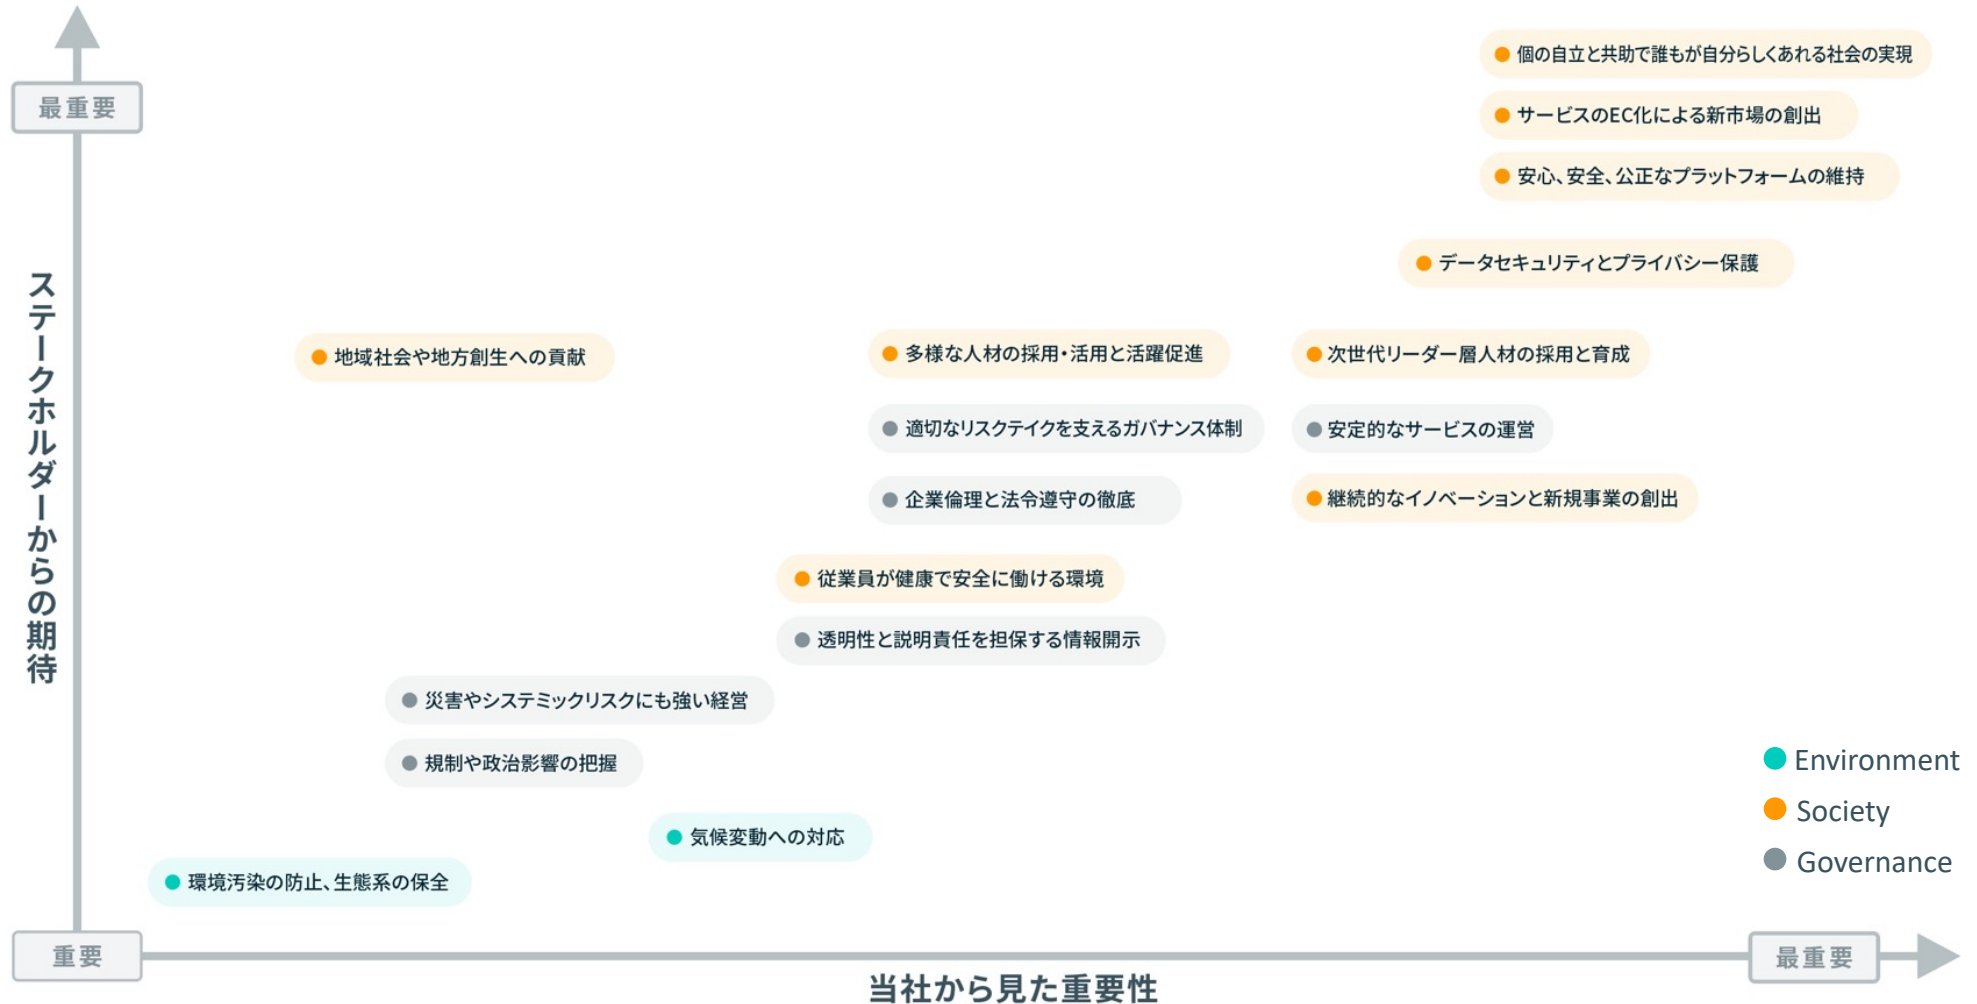 個の自立と共助で誰もが自分らしくあれる社会の実現
最重要
サービスのEC化による新市場の創出
安心、安全、公正なプラットフォームの維持
データセキュリティとプライバシー保護
ステークホルダーからの期待
地域社会や地方創生への貢献
多様な人材の採用・活用と活躍促進
次世代リーダー層人材の採用と育成
適切なリスクテイクを支えるガバナンス体制
安定的なサービスの運営
企業倫理と法令遵守の徹底
継続的なイノベーションと新規事業の創出
従業員が健康で安全に働ける環境
透明性と説明責任を担保する情報開示
災害やシステミックリスクにも強い経営
規制や政治影響の把握
気候変動への対応
環境汚染の防止、生態系の保全
Environment
Society
Governance
重要
最重要
当社から見た重要性